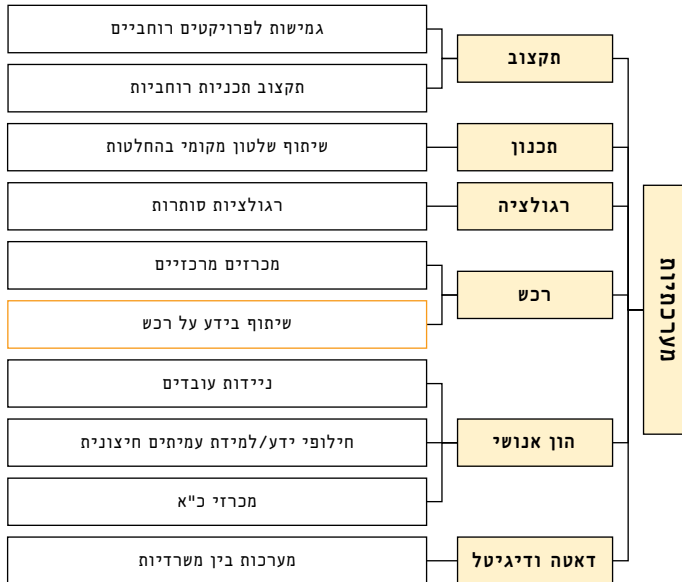 מערכתיות
תקצוב
גמישות לפרויקטים רוחביים
תקצוב תכניות רוחביות
תכנון
שיתוף שלטון מקומי בהחלטות
רגולציה
רגולציות סותרות
רכש
מכרזים מרכזיים
שיתוף בידע על רכש
הון אנושי
ניידות עובדים
חילופי ידע/למידת עמיתים חיצונית
מכרזי כ"א
דאטה ודיגיטל
מערכות בין משרדיות